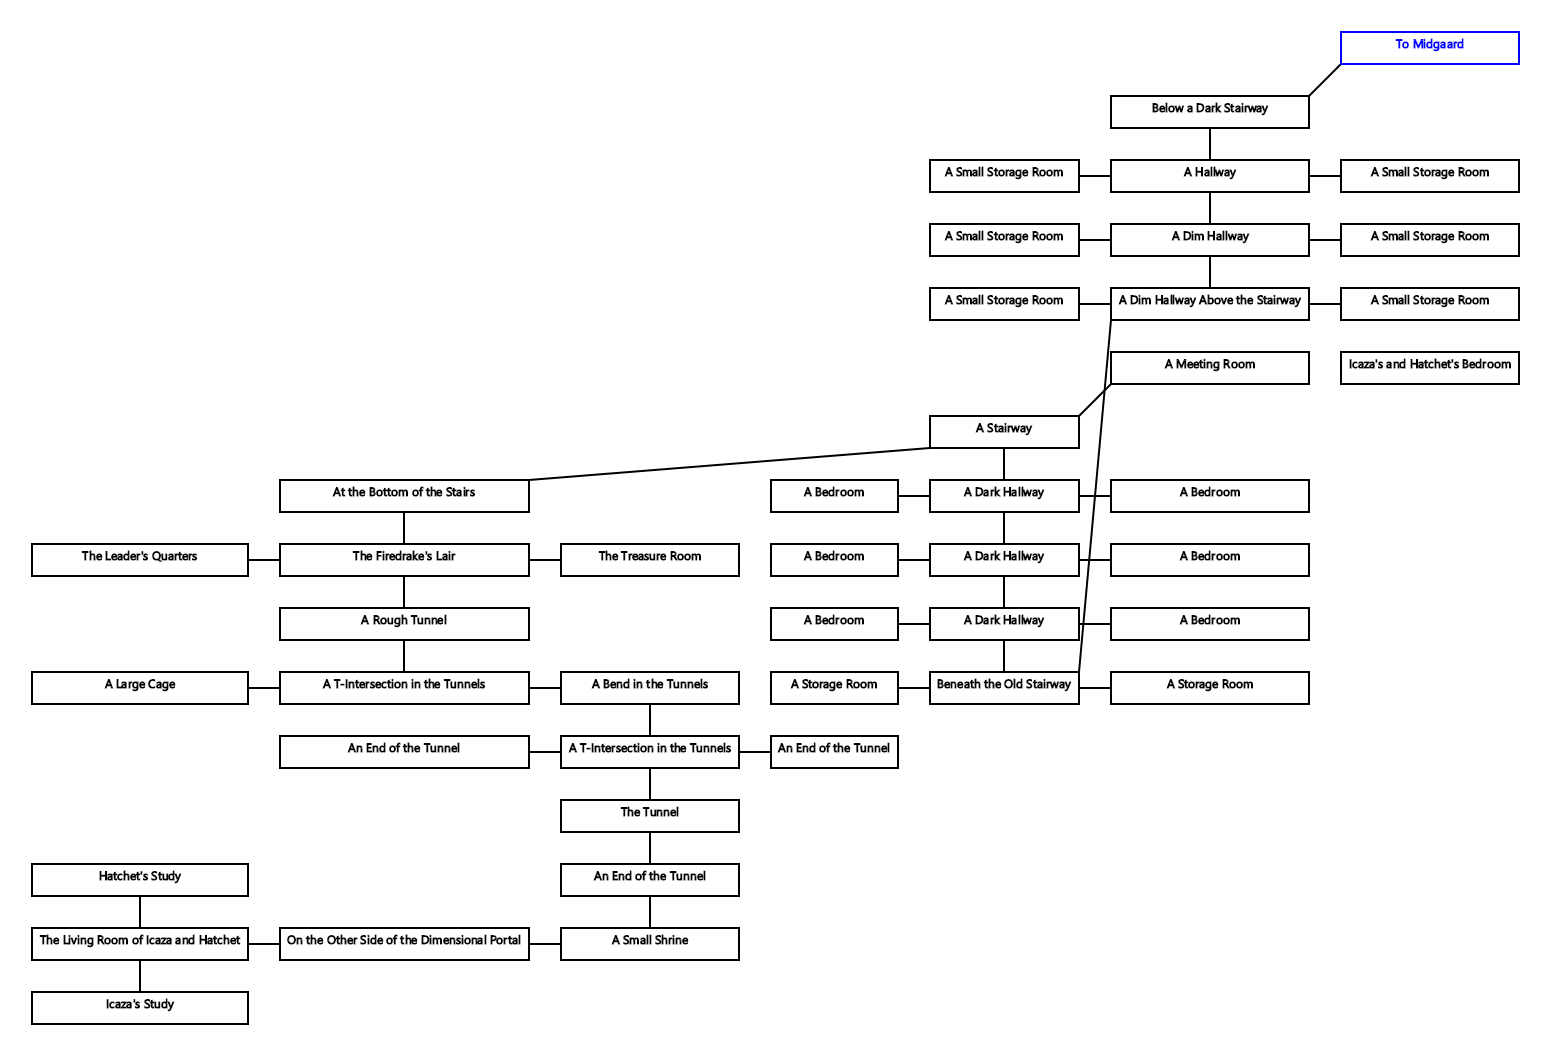 To Midgaard
Below a Dark Stairway
A Small Storage Room
A Hallway
A Small Storage Room
A Small Storage Room
A Dim Hallway
A Small Storage Room
A Small Storage Room
A Dim Hallway Above the Stairway
A Small Storage Room
A Meeting Room
Icaza's and Hatchet's Bedroom
A Stairway
At the Bottom of the Stairs
A Bedroom
A Dark Hallway
A Bedroom
The Leader's Quarters
The Firedrake's Lair
The Treasure Room
A Bedroom
A Dark Hallway
A Bedroom
A Rough Tunnel
A Bedroom
A Dark Hallway
A Bedroom
A Large Cage
A T-Intersection in the Tunnels
A Bend in the Tunnels
A Storage Room
Beneath the Old Stairway
A Storage Room
An End of the Tunnel
A T-Intersection in the Tunnels
An End of the Tunnel
The Tunnel
Hatchet's Study
An End of the Tunnel
The Living Room of Icaza and Hatchet
On the Other Side of the Dimensional Portal
A Small Shrine
Icaza's Study